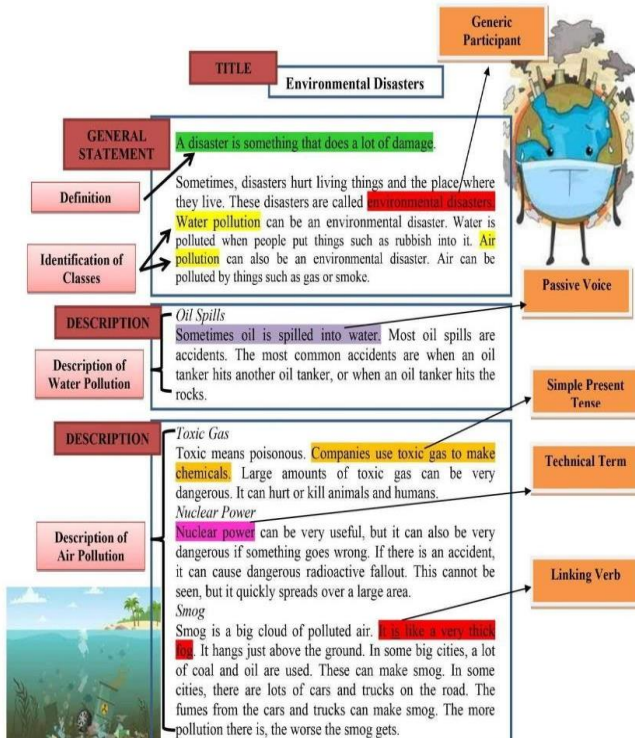 Generic
Participant
TITLE
Environmental Disasters
GENERAL
STATEMENT
A disaster is something that does a lot of damage.
Definition
Sometimes, disasters hurt living things and the place where
they live. These disasters are called environmental disasters.
Water pollution can be an environmental disaster. Water is
polluted when people put things such as rubbish into it. Air
pollution can also be an environmental disaster. Air can be
polluted by things such as gas or smoke.
Identification of
Classes
Passive Voice
DESCRIPTION
Oil Spills
Sometimes oil is spilled into water. Most oil spills are
accidents. The most common accidents are when an oil
tanker hits another oil tanker, or when an oil tanker hits the
rocks.
Description of
Water Pollution
Simple Present
Tense
DESCRIPTION
Toxic Gas
Toxic means poisonous. Companies use toxic gas to make
chemicals. Large amounts of toxic gas can be very
dangerous. It can hurt or kill animals and humans.
Technical Term
Nuclear Power
Nuclear power can be very useful, but it can also be very
dangerous if something goes wrong. If there is an accident,
it can cause dangerous radioactive fallout. This cannot be
seen, but it quickly spreads over a large area.
Description of
Air Pollution
Linking Verb
Smog
Smog is a big cloud of polluted air. It is like a very thick
fog. It hangs just above the ground. In some big cities, a lot
of coal and oil are used. These can make smog. In some
cities, there are lots of cars and trucks on the road. The
fumes from the cars and trucks can make smog. The more
pollution there is, the worse the smog gets.